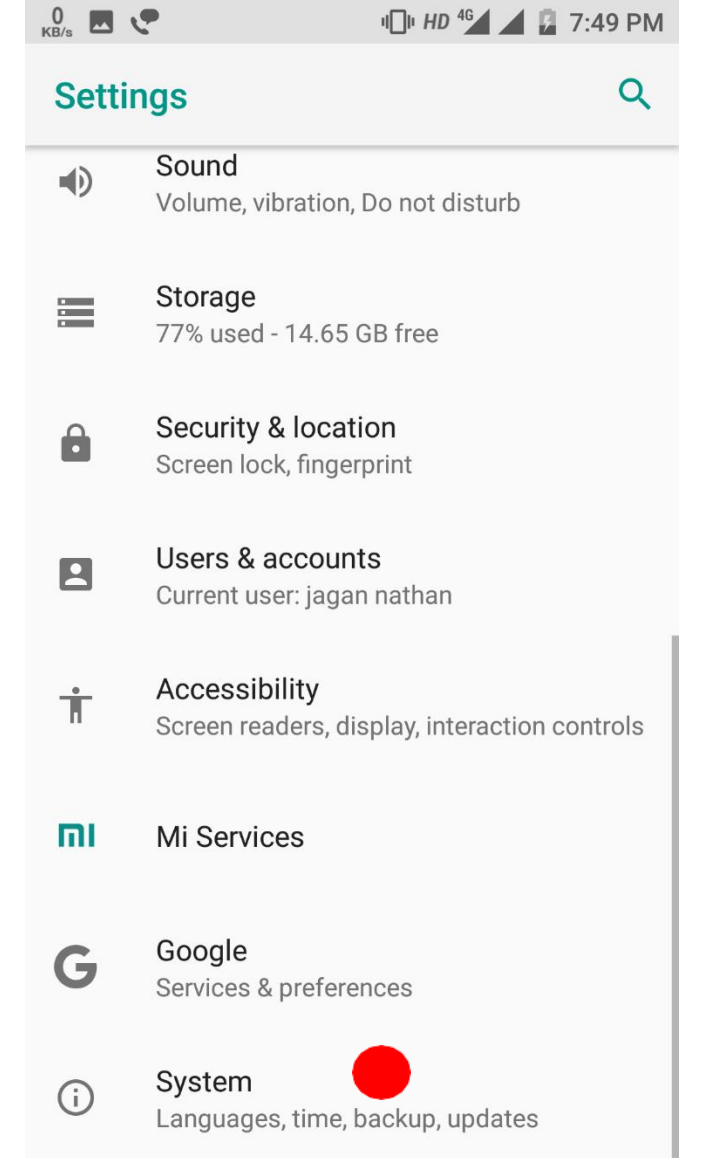 0 KB/s HD 4G 7:49 PM
Settings
Sound
Volume, vibration, Do not disturb
Storage
77% used - 14.65 GB free
Security & location
Screen lock, fingerprint
Users & accounts
Current user: jagan nathan
Accessibility
Screen readers, display, interaction controls
mi Mi Services
G Google
Services & preferences
System
Languages, time, backup, updates